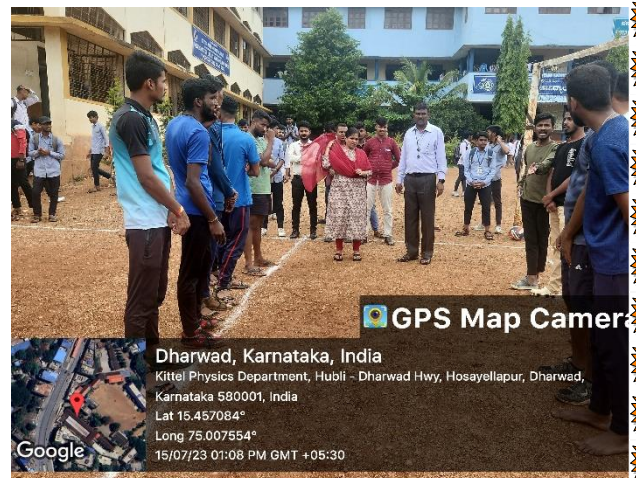 GPS Map Camera
Dharwad, Karnataka, India
Kittel Physics Department, Hubli - Dharwad Hwy, Hosayellapur, Dharwad,
Karnataka 580001, India
Lat 15.457084°
Long 75.007554°
15/07/23 01:08 PM GMT +05:30
Google